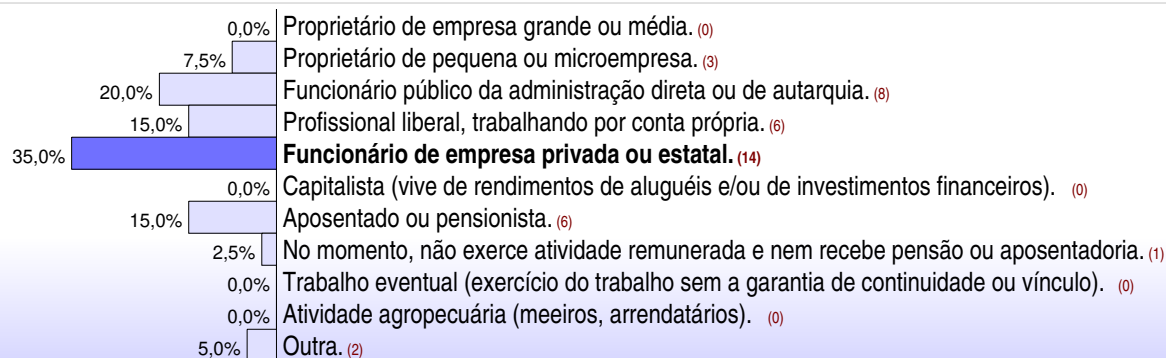 0,0% Proprietário de empresa grande ou média. (0)
7,5% Proprietário de pequena ou microempresa. (3)
20,0% Funcionário público da administração direta ou de autarquia. (8)
15,0% Profissional liberal, trabalhando por conta própria. (6)
35,0% Funcionário de empresa privada ou estatal. (14)
0,0% Capitalista (vive de rendimentos de aluguéis e/ou de investimentos financeiros). (0)
15,0% Aposentado ou pensionista. (6)
2,5% No momento, não exerce atividade remunerada e nem recebe pensão ou aposentadoria. (1)
0,0% Trabalho eventual (exercício do trabalho sem a garantia de continuidade ou vínculo). (0)
0,0% Atividade agropecuária (meeiros, arrendatários). (0)
5,0% Outra. (2)